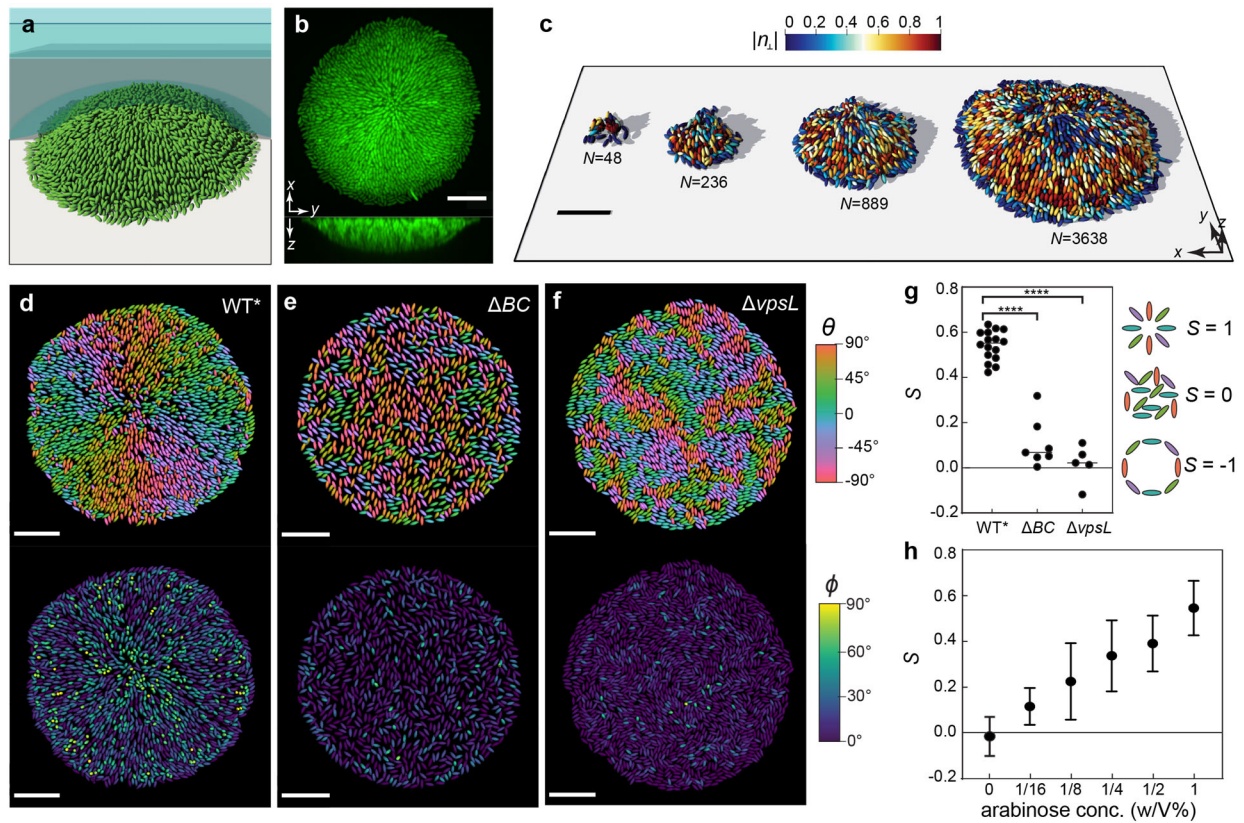 a
b
x
y
z
c
|n⊥|
0 0.2 0.4 0.6 0.8 1
N=48
N=236
N=889
N=3638
y
z
x
d
WT*
e
ΔBC
f
ΔvpsL
θ
90°
45°
0
-45°
-90°
ϕ
90°
60°
30°
0°
g
S
0.8
0.6
0.4
0.2
0.0
-0.2
****
****
WT* ΔBC ΔvpsL
S = 1
S = 0
S = -1
h
S
0.8
0.6
0.4
0.2
0.0
-0.2
0 1/16 1/8 1/4 1/2 1
arabinose conc. (w/V%)